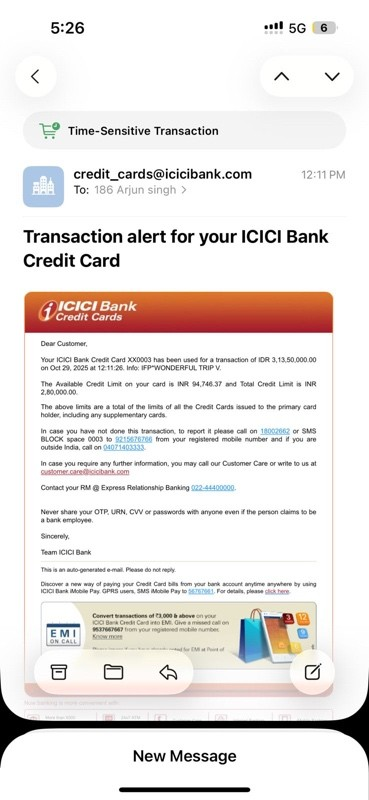 5:26
5G 6
Time-Sensitive Transaction
credit_cards@icicibank.com
12:11 PM
To: 186 Arjun singh
Transaction alert for your ICICI Bank
Credit Card
ICICI Bank
Credit Cards
Dear Customer,
Your ICICI Bank Credit Card XX0003 has been used for a transaction of IDR 3,13,50,000.00
on Oct 29, 2025 at 12:11:26. Info: IFP*WONDERFUL TRIP V.
The Available Credit Limit on your card is INR 94,746.37 and Total Credit Limit is INR
2,80,000.00.
The above limits are a total of the limits of all the Credit Cards issued to the primary card
holder, including any supplementary cards.
In case you have not done this transaction, to report it please call on 18002662 or SMS
BLOCK space 0003 to 9215676766 from your registered mobile number and if you are
outside India, call on 04071403333.
In case you require any further information, you may call our Customer Care or write to us at
customer.care@icicibank.com
Contact your RM @ Express Relationship Banking 022-44400000.
Never share your OTP, URN, CVV or passwords with anyone even if the person claims to be
a bank employee.
Sincerely,
Team ICICI Bank
This is an auto-generated e-mail. Please do not reply.
Discover a new way of paying your Credit Card bills from your bank account anytime anywhere by using
ICICI Bank iMobile Pay. GPRS users, SMS iMobile Pay to 56767661. For details, please click here.
Convert transactions of ₹3,000 & above on your
ICICI Bank Credit Card into EMI. Give a missed call on
9537667667 from your registered mobile number.
Know more
EMI
ON CALL
New Message